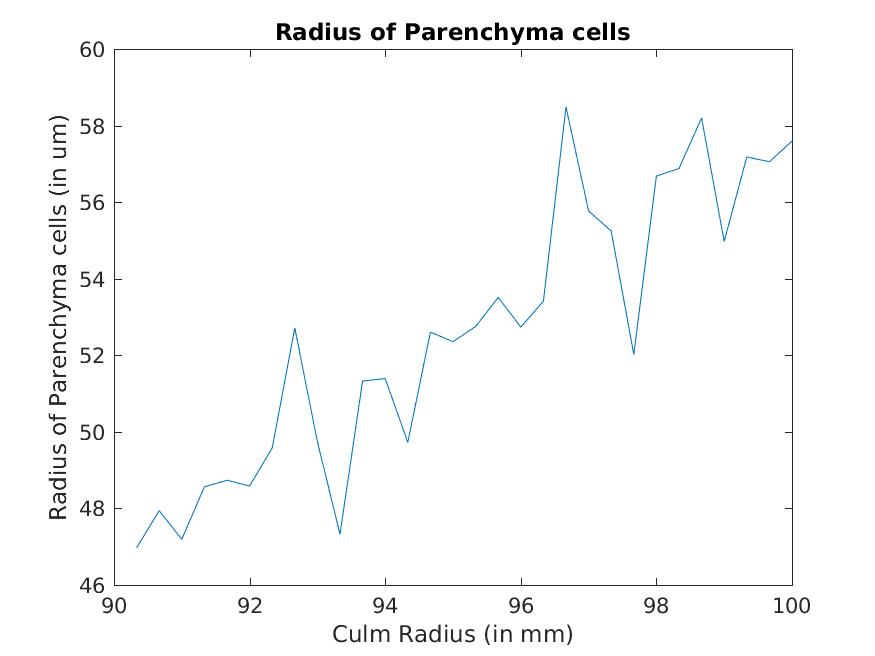 Radius of Parenchyma cells
60
58
56
54
52
50
48
46
Radius of Parenchyma cells (in um)
90 92 94 96 98 100
Culm Radius (in mm)